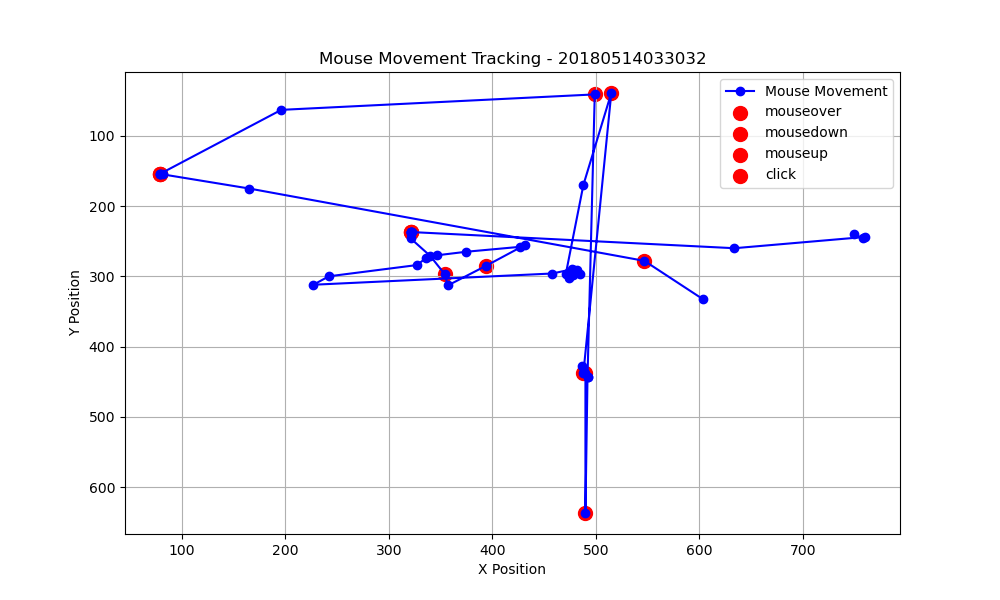 Mouse Movement Tracking - 20180514033032
Mouse Movement
mouseover
mousedown
mouseup
click
Y Position
100
200
300
400
500
600
100
200
300
400
500
600
700
X Position